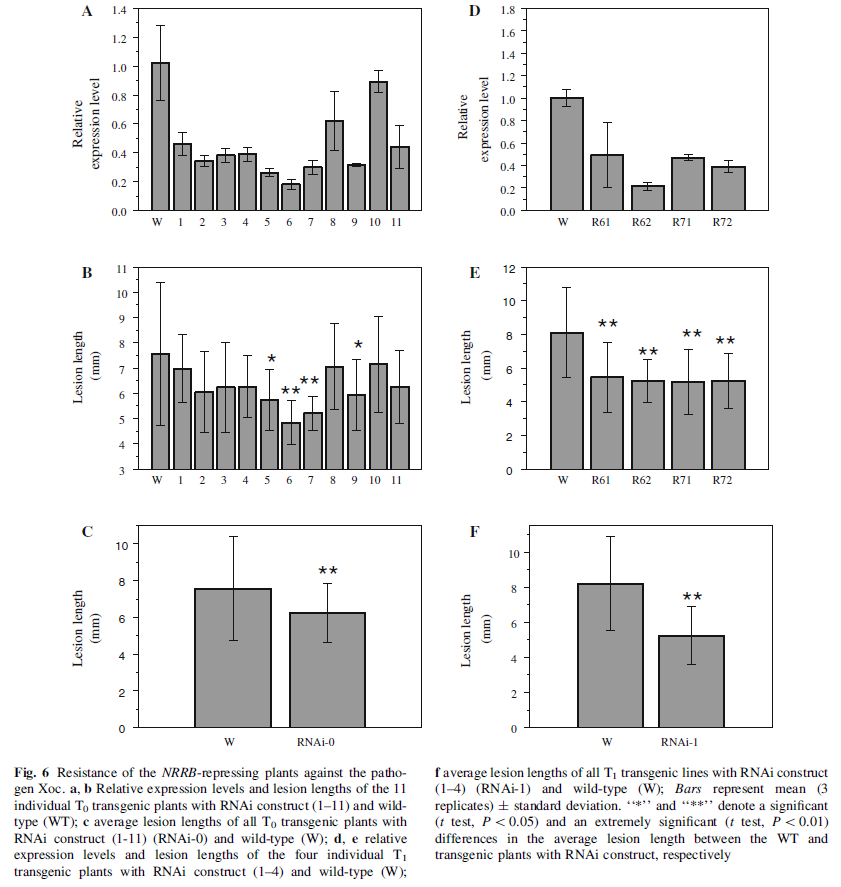 A
Relative
expression level
1.4
1.2
1.0
0.8
0.6
0.4
0.2
0.0
W 1 2 3 4 5 6 7 8 9 10 11
B
Lesion length
(mm)
11
10
9
8
7
6
5
4
3
* ** ** *
W 1 2 3 4 5 6 7 8 9 10 11
C
Lesion length
(mm)
10
8
6
4
2
0
**
W RNAi-0
D
Relative
expression level
1.8
1.6
1.4
1.2
1.0
0.8
0.6
0.4
0.2
0.0
W R61 R62 R71 R72
E
Lesion length
(mm)
12
10
8
6
4
2
0
** ** ** **
W R61 R62 R71 R72
F
Lesion length
(mm)
10
8
6
4
2
0
**
W RNAi-1
Fig. 6 Resistance of the NRRB-repressing plants against the patho-
gen Xoc. a, b Relative expression levels and lesion lengths of the 11
individual T0 transgenic plants with RNAi construct (1–11) and wild-
type (WT); c average lesion lengths of all T0 transgenic plants with
RNAi construct (1-11) (RNAi-0) and wild-type (W); d, e relative
expression levels and lesion lengths of the four individual T1
transgenic plants with RNAi construct (1–4) and wild-type (W);
f average lesion lengths of all T1 transgenic lines with RNAi construct
(1–4) (RNAi-1) and wild-type (W); Bars represent mean (3
replicates) ± standard deviation. ‘‘*’’ and ‘‘**’’ denote a significant
(t test, P < 0.05) and an extremely significant (t test, P < 0.01)
differences in the average lesion length between the WT and
transgenic plants with RNAi construct, respectively